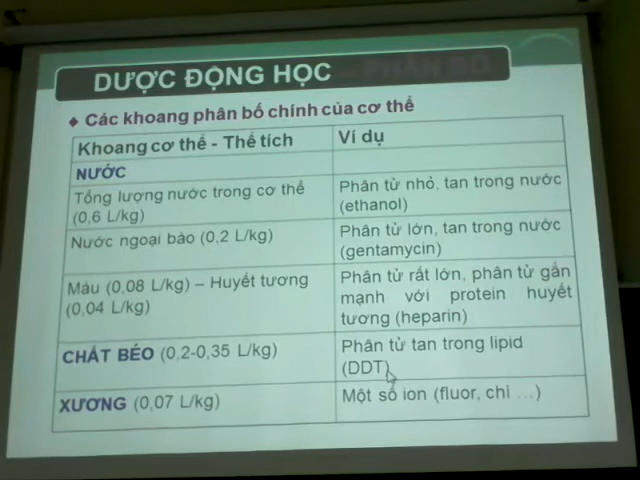 DƯỢC ĐỘNG HỌC - PHÂN BỐ
◆ Các khoang phân bố chính của cơ thể
Khoang cơ thể - Thể tích
Ví dụ
NƯỚC
Tổng lượng nước trong cơ thể
(0,6 L/kg)
Phân tử nhỏ, tan trong nước
(ethanol)
Nước ngoại bào (0,2 L/kg)
Phân tử lớn, tan trong nước
(gentamycin)
Máu (0,08 L/kg) – Huyết tương
(0,04 L/kg)
Phân tử rất lớn, phân tử gắn
mạnh với protein huyết
tương (heparin)
CHẤT BÉO (0,2-0,35 L/kg)
Phân tử tan trong lipid
(DDT)
XƯƠNG (0,07 L/kg)
Một số ion (fluor, chì ...)